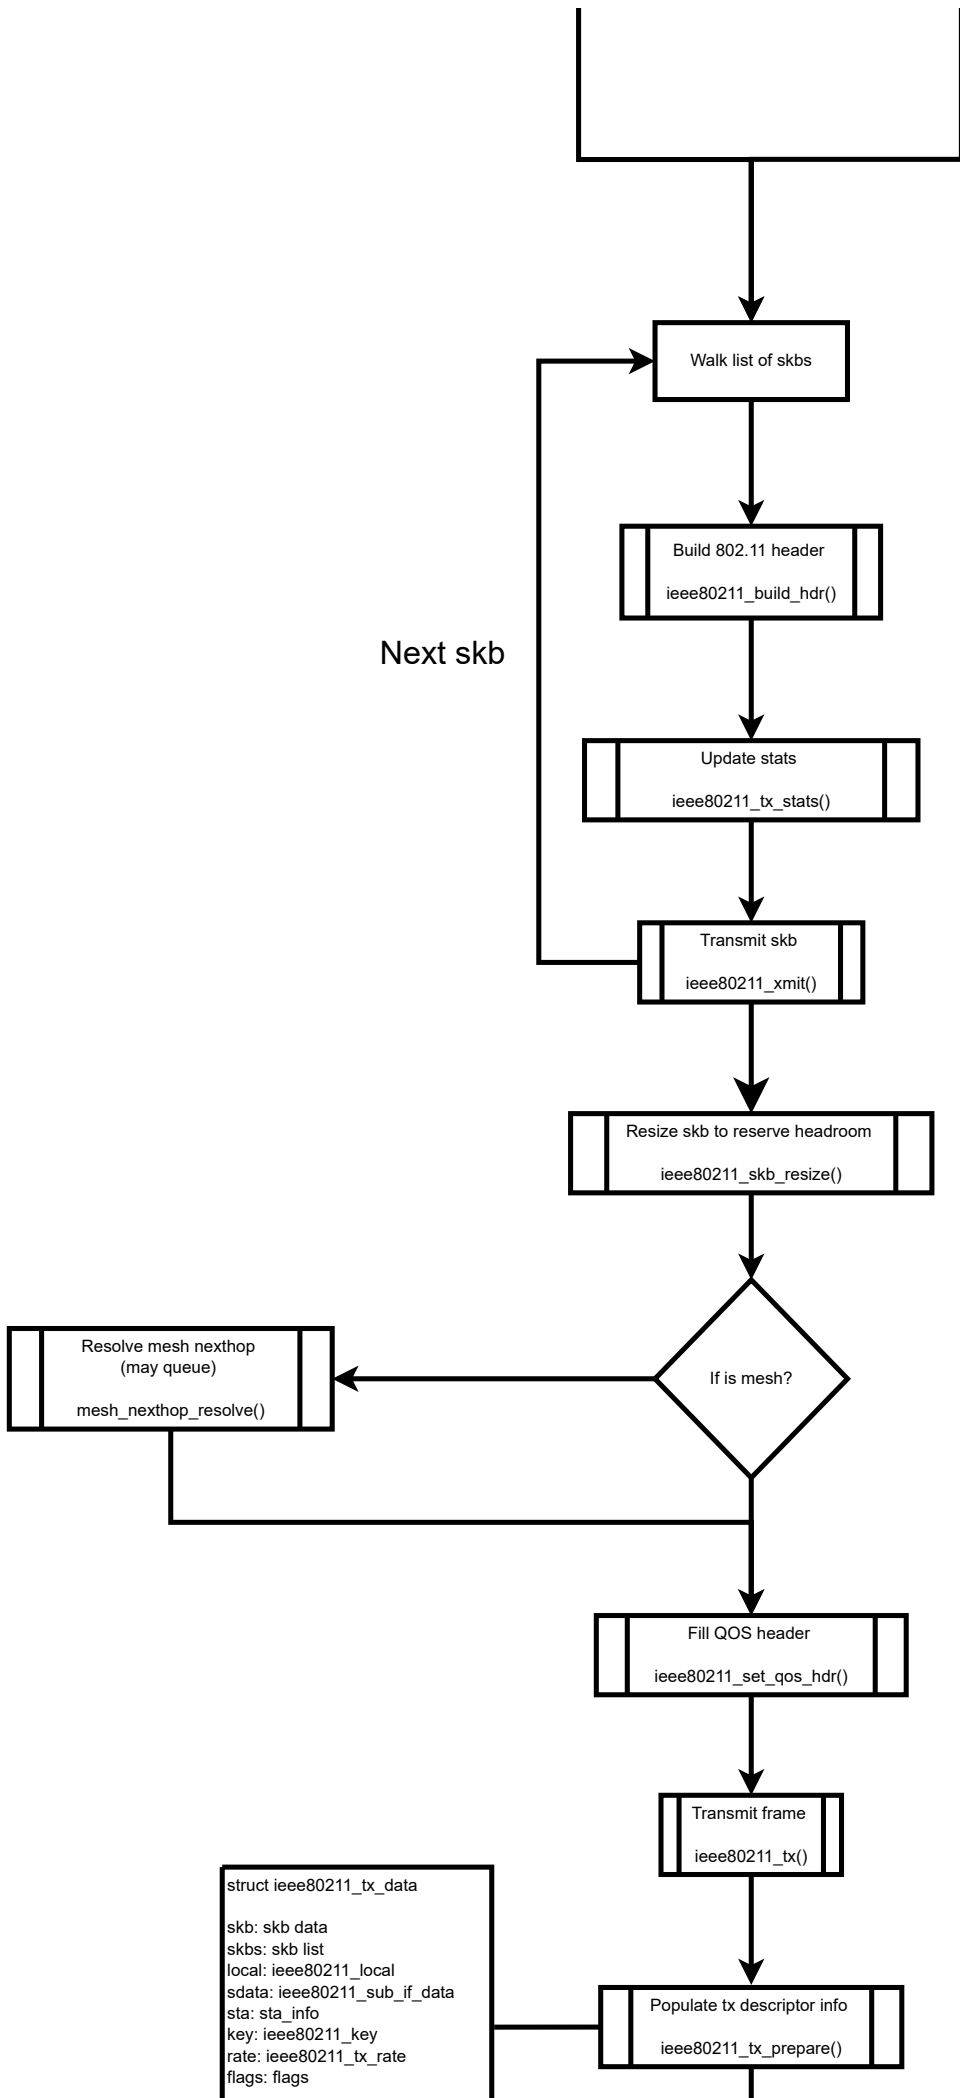 Walk list of skbs
Build 802.11 header
ieee80211_build_hdr()
Next skb
Update stats
ieee80211_tx_stats()
Transmit skb
ieee80211_xmit()
Resize skb to reserve headroom
ieee80211_skb_resize()
If is mesh?
Resolve mesh nexthop
(may queue)
mesh_nexthop_resolve()
Fill QOS header
ieee80211_set_qos_hdr()
Transmit frame
ieee80211_tx()
Populate tx descriptor info
ieee80211_tx_prepare()
struct ieee80211_tx_data
skb: skb data
skbs: skb list
local: ieee80211_local
sdata: ieee80211_sub_if_data
sta: sta_info
key: ieee80211_key
rate: ieee80211_tx_rate
flags: flags